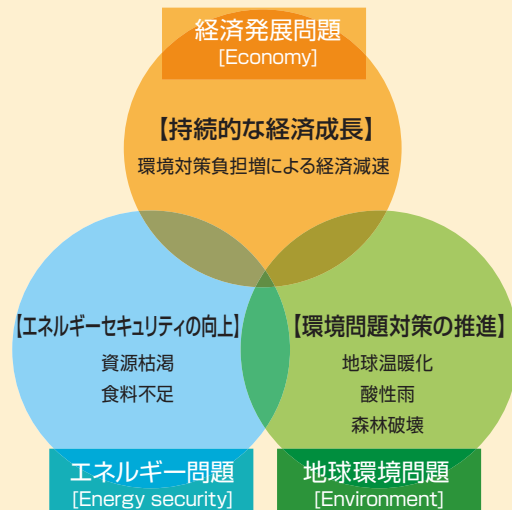 経済発展問題
[Economy]
【持続的な経済成長】
環境対策負担増による経済減速
【エネルギーセキュリティの向上】
資源枯渇
食料不足
エネルギー問題
[Energy security]
【環境問題対策の推進】
地球温暖化
酸性雨
森林破壊
地球環境問題
[Environment]